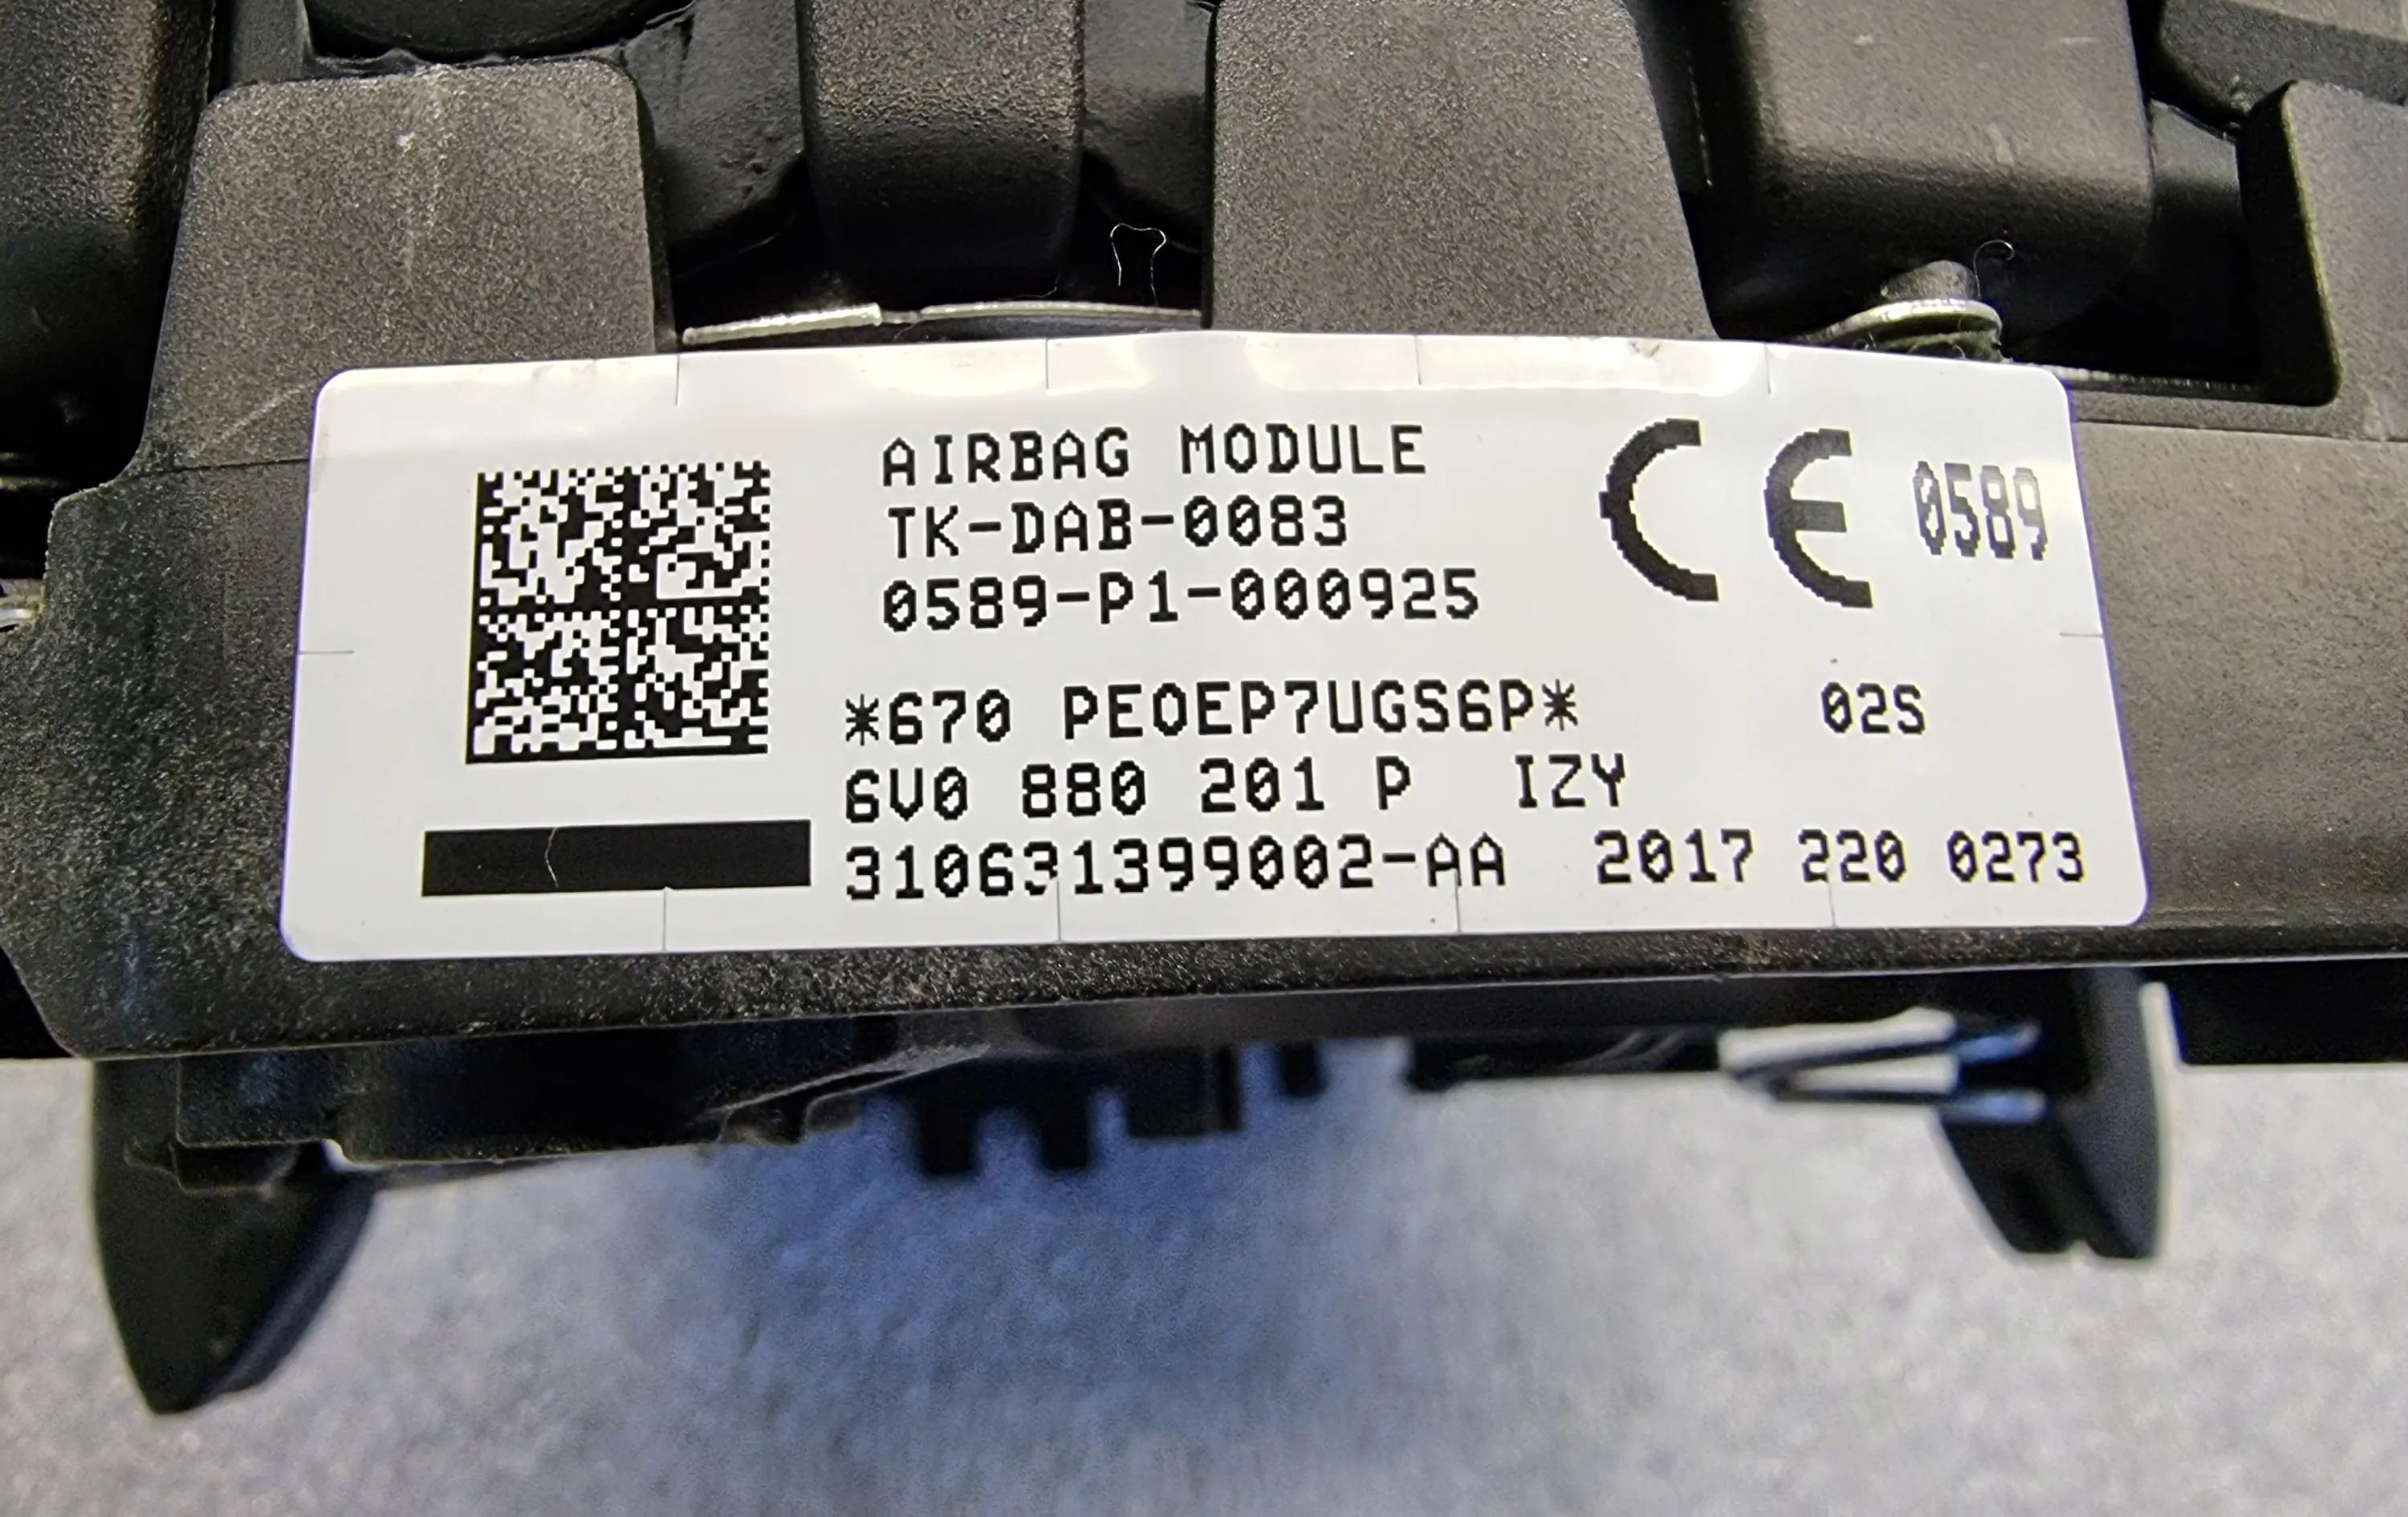 AIRBAG MODULE
TK-DAB-0083
0589-P1-000925
CE 0589
*670 PEOEP7UGS6P* 02S
6V0 880 201 P IZY
310631399002-AA 2017 220 0273